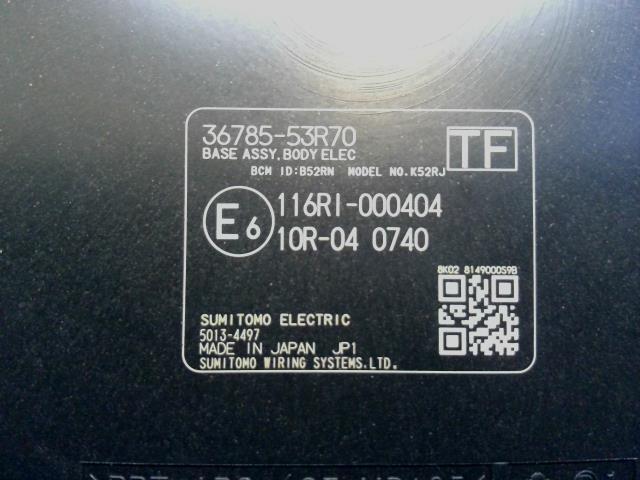 36785-53R70
TF
BASE ASSY,BODY ELEC
BCM ID:B52RN MODEL NO.K52RJ
E6
116RI-000404
10R-04 0740
8K02 814900059B
SUMITOMO ELECTRIC
5013-4497
MADE IN JAPAN JP1
SUMITOMO WIRING SYSTEMS.LTD.